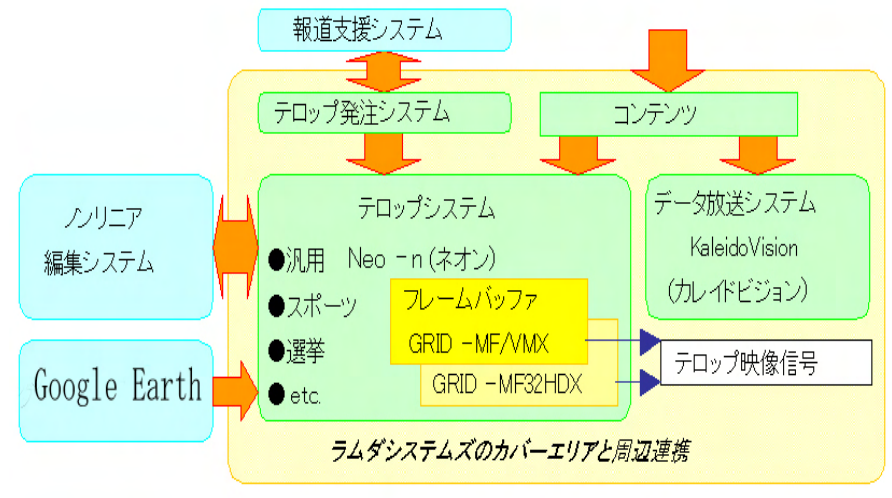 報道支援システム
テロップ発注システム
コンテンツ
ノンリニア
編集システム
テロップシステム
●汎用 Neo -n (ネオン)
●スポーツ
●選挙
●etc.
フレームバッファ
GRID -MF/VMX
GRID -MF32HDX
データ放送システム
KaleidoVision
(カレイドビジョン)
テロップ映像信号
Google Earth
ラムダシステムズのカバーエリアと周辺連携